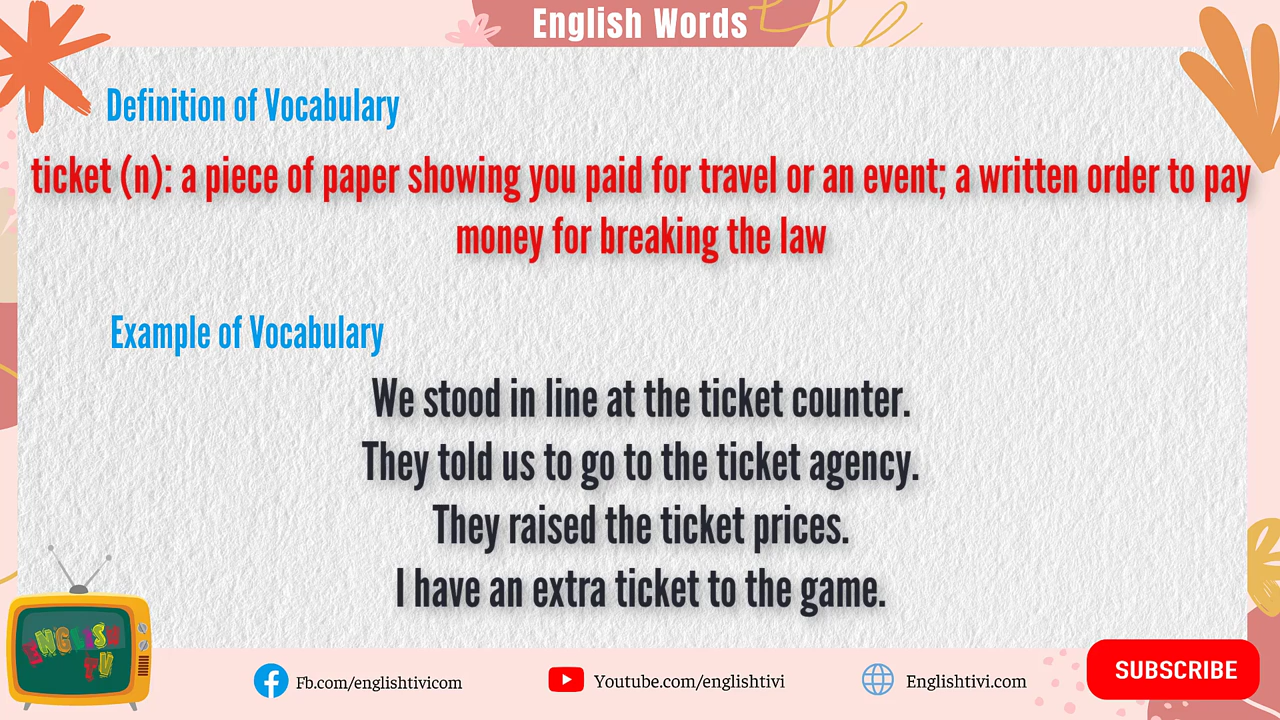 English Words
Definition of Vocabulary
ticket (n): a piece of paper showing you paid for travel or an event; a written order to pay
money for breaking the law
Example of Vocabulary
We stood in line at the ticket counter.
They told us to go to the ticket agency.
They raised the ticket prices.
I have an extra ticket to the game.
ENGLISH
TV
Fb.com/englishtivicom
Youtube.com/englishtivi
Englishtivi.com
SUBSCRIBE